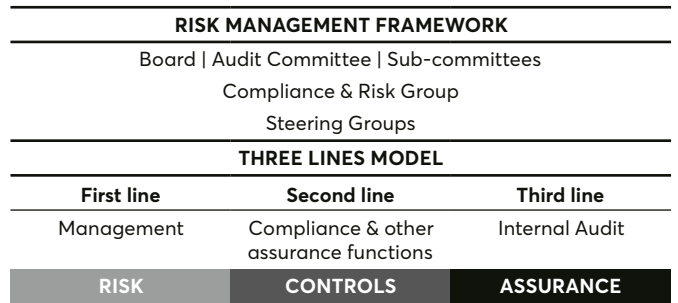 RISK MANAGEMENT FRAMEWORK
Board | Audit Committee | Sub-committees
Compliance & Risk Group
Steering Groups
THREE LINES MODEL
First line Second line Third line
Management Compliance & other Internal Audit
assurance functions
RISK CONTROLS ASSURANCE